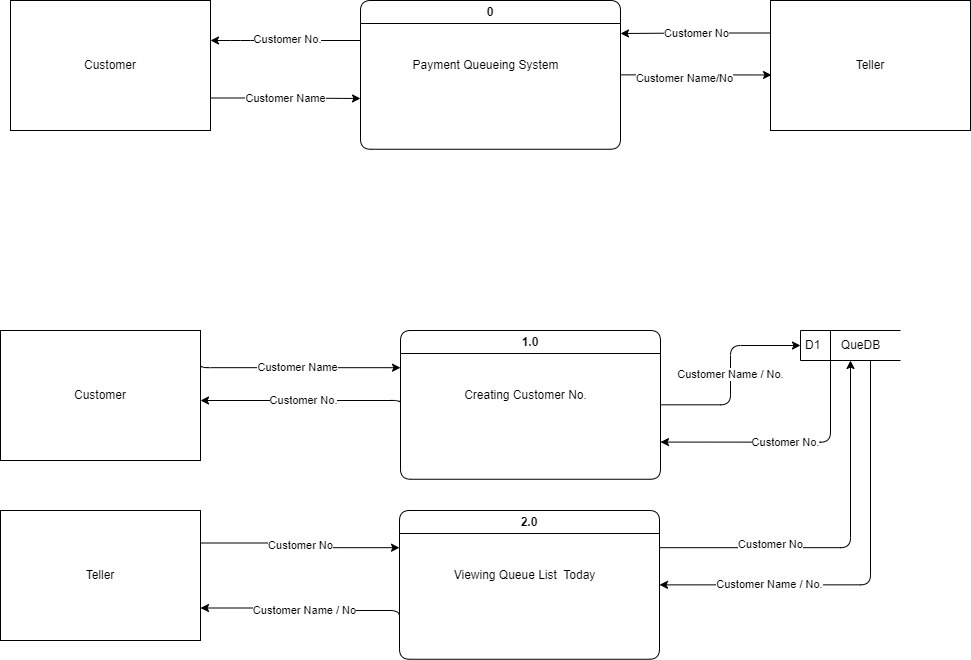 0
Customer No.
Customer No
Customer
Payment Queueing System
Teller
Customer Name/No
Customer Name
1.0
D1
QueDB
Customer Name
Customer Name / No.
Customer
Creating Customer No.
Customer No.
Customer No.
2.0
Customer No.
Customer No.
Teller
Viewing Queue List  Today
Customer Name / No.
Customer Name / No